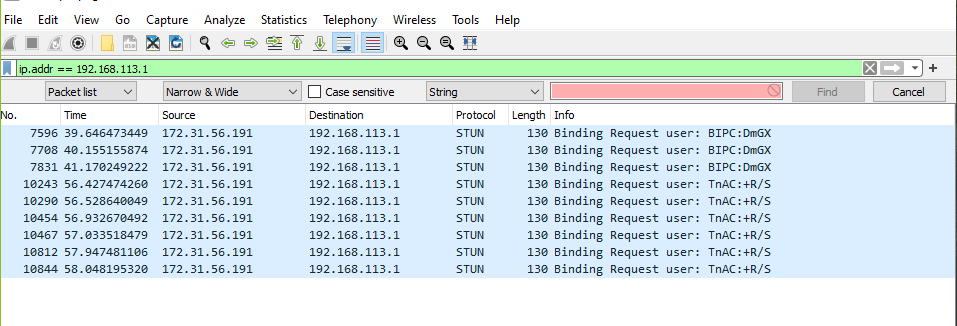 File Edit View Go Capture Analyze Statistics Telephony Wireless Tools Help
ip.addr == 192.168.113.1
Packet list Narrow & Wide Case sensitive String Find Cancel
No. Time Source Destination Protocol Length Info
7596 39.646473449 172.31.56.191 192.168.113.1 STUN 130 Binding Request user: BIPC:DmGX
7708 40.155155874 172.31.56.191 192.168.113.1 STUN 130 Binding Request user: BIPC:DmGX
7831 41.170249222 172.31.56.191 192.168.113.1 STUN 130 Binding Request user: BIPC:DmGX
10243 56.427474260 172.31.56.191 192.168.113.1 STUN 130 Binding Request user: TnAC:+R/S
10290 56.528640049 172.31.56.191 192.168.113.1 STUN 130 Binding Request user: TnAC:+R/S
10454 56.932670492 172.31.56.191 192.168.113.1 STUN 130 Binding Request user: TnAC:+R/S
10467 57.033518479 172.31.56.191 192.168.113.1 STUN 130 Binding Request user: TnAC:+R/S
10812 57.947481106 172.31.56.191 192.168.113.1 STUN 130 Binding Request user: TnAC:+R/S
10844 58.048195320 172.31.56.191 192.168.113.1 STUN 130 Binding Request user: TnAC:+R/S